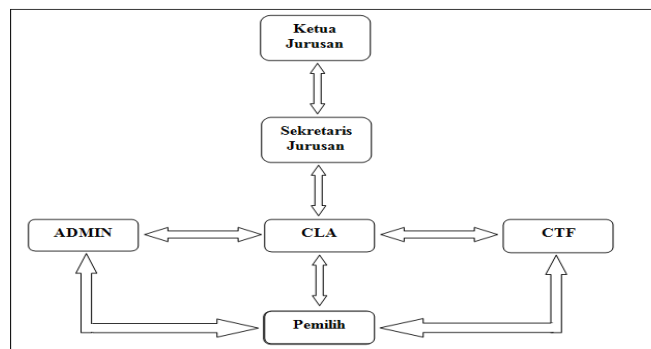 Ketua
Jurusan
Sekretaris
Jurusan
ADMIN
CLA
CTF
Pemilih